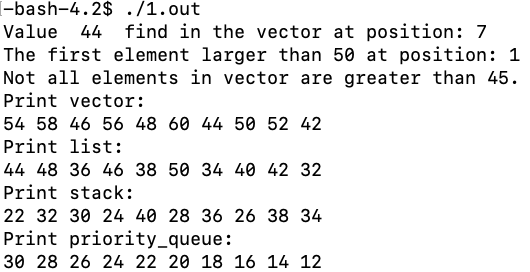 -bash-4.2$ ./1.out
Value  44  find in the vector at position: 7
The first element larger than 50 at position: 1
Not all elements in vector are greater than 45.
Print vector:
54 58 46 56 48 60 44 50 52 42
Print list:
44 48 36 46 38 50 34 40 42 32
Print stack:
22 32 30 24 40 28 36 26 38 34
Print priority_queue:
30 28 26 24 22 20 18 16 14 12